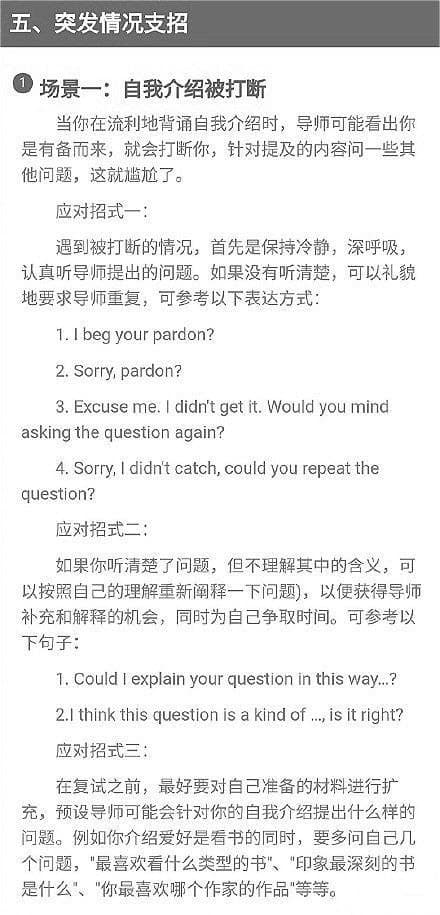 五、突发情况支招
1 场景一：自我介绍被打断
当你在流利地背诵自我介绍时，导师可能看出你
是有备而来，就会打断你，针对提及的内容问一些其
他问题，这就尴尬了。
应对招式一：
遇到被打断的情况，首先是保持冷静，深呼吸，
认真听导师提出的问题。如果没有听清楚，可以礼貌
地要求导师重复，可参考以下表达方式：
1. I beg your pardon?
2. Sorry, pardon?
3. Excuse me. I didn't get it. Would you mind
asking the question again?
4. Sorry, I didn't catch, could you repeat the
question?
应对招式二：
如果你听清楚了问题，但不理解其中的含义，可
以按照自己的理解重新阐释一下问题)，以便获得导师
补充和解释的机会，同时为自己争取时间。可参考以
下句子：
1. Could I explain your question in this way...?
2.I think this question is a kind of ..., is it right?
应对招式三：
在复试之前，最好要对自己准备的材料进行扩
充，预设导师可能会针对你的自我介绍提出什么样的
问题。例如你介绍爱好是看书的同时，要多问自己几
个问题，"最喜欢看什么类型的书"、"印象最深刻的书
是什么"、"你最喜欢哪个作家的作品"等等。